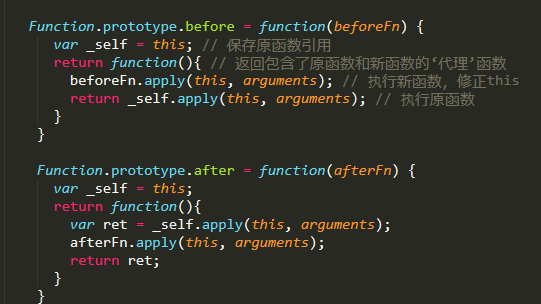 Function.prototype.before = function(beforeFn) {
var _self = this; // 保存原函数引用
return function(){ // 返回包含了原函数和新函数的‘代理’函数
beforeFn.apply(this, arguments); // 执行新函数, 修正this
return _self.apply(this, arguments); // 执行原函数
}
}
Function.prototype.after = function(afterFn) {
var _self = this;
return function(){
var ret = _self.apply(this, arguments);
afterFn.apply(this, arguments);
return ret;
}
}